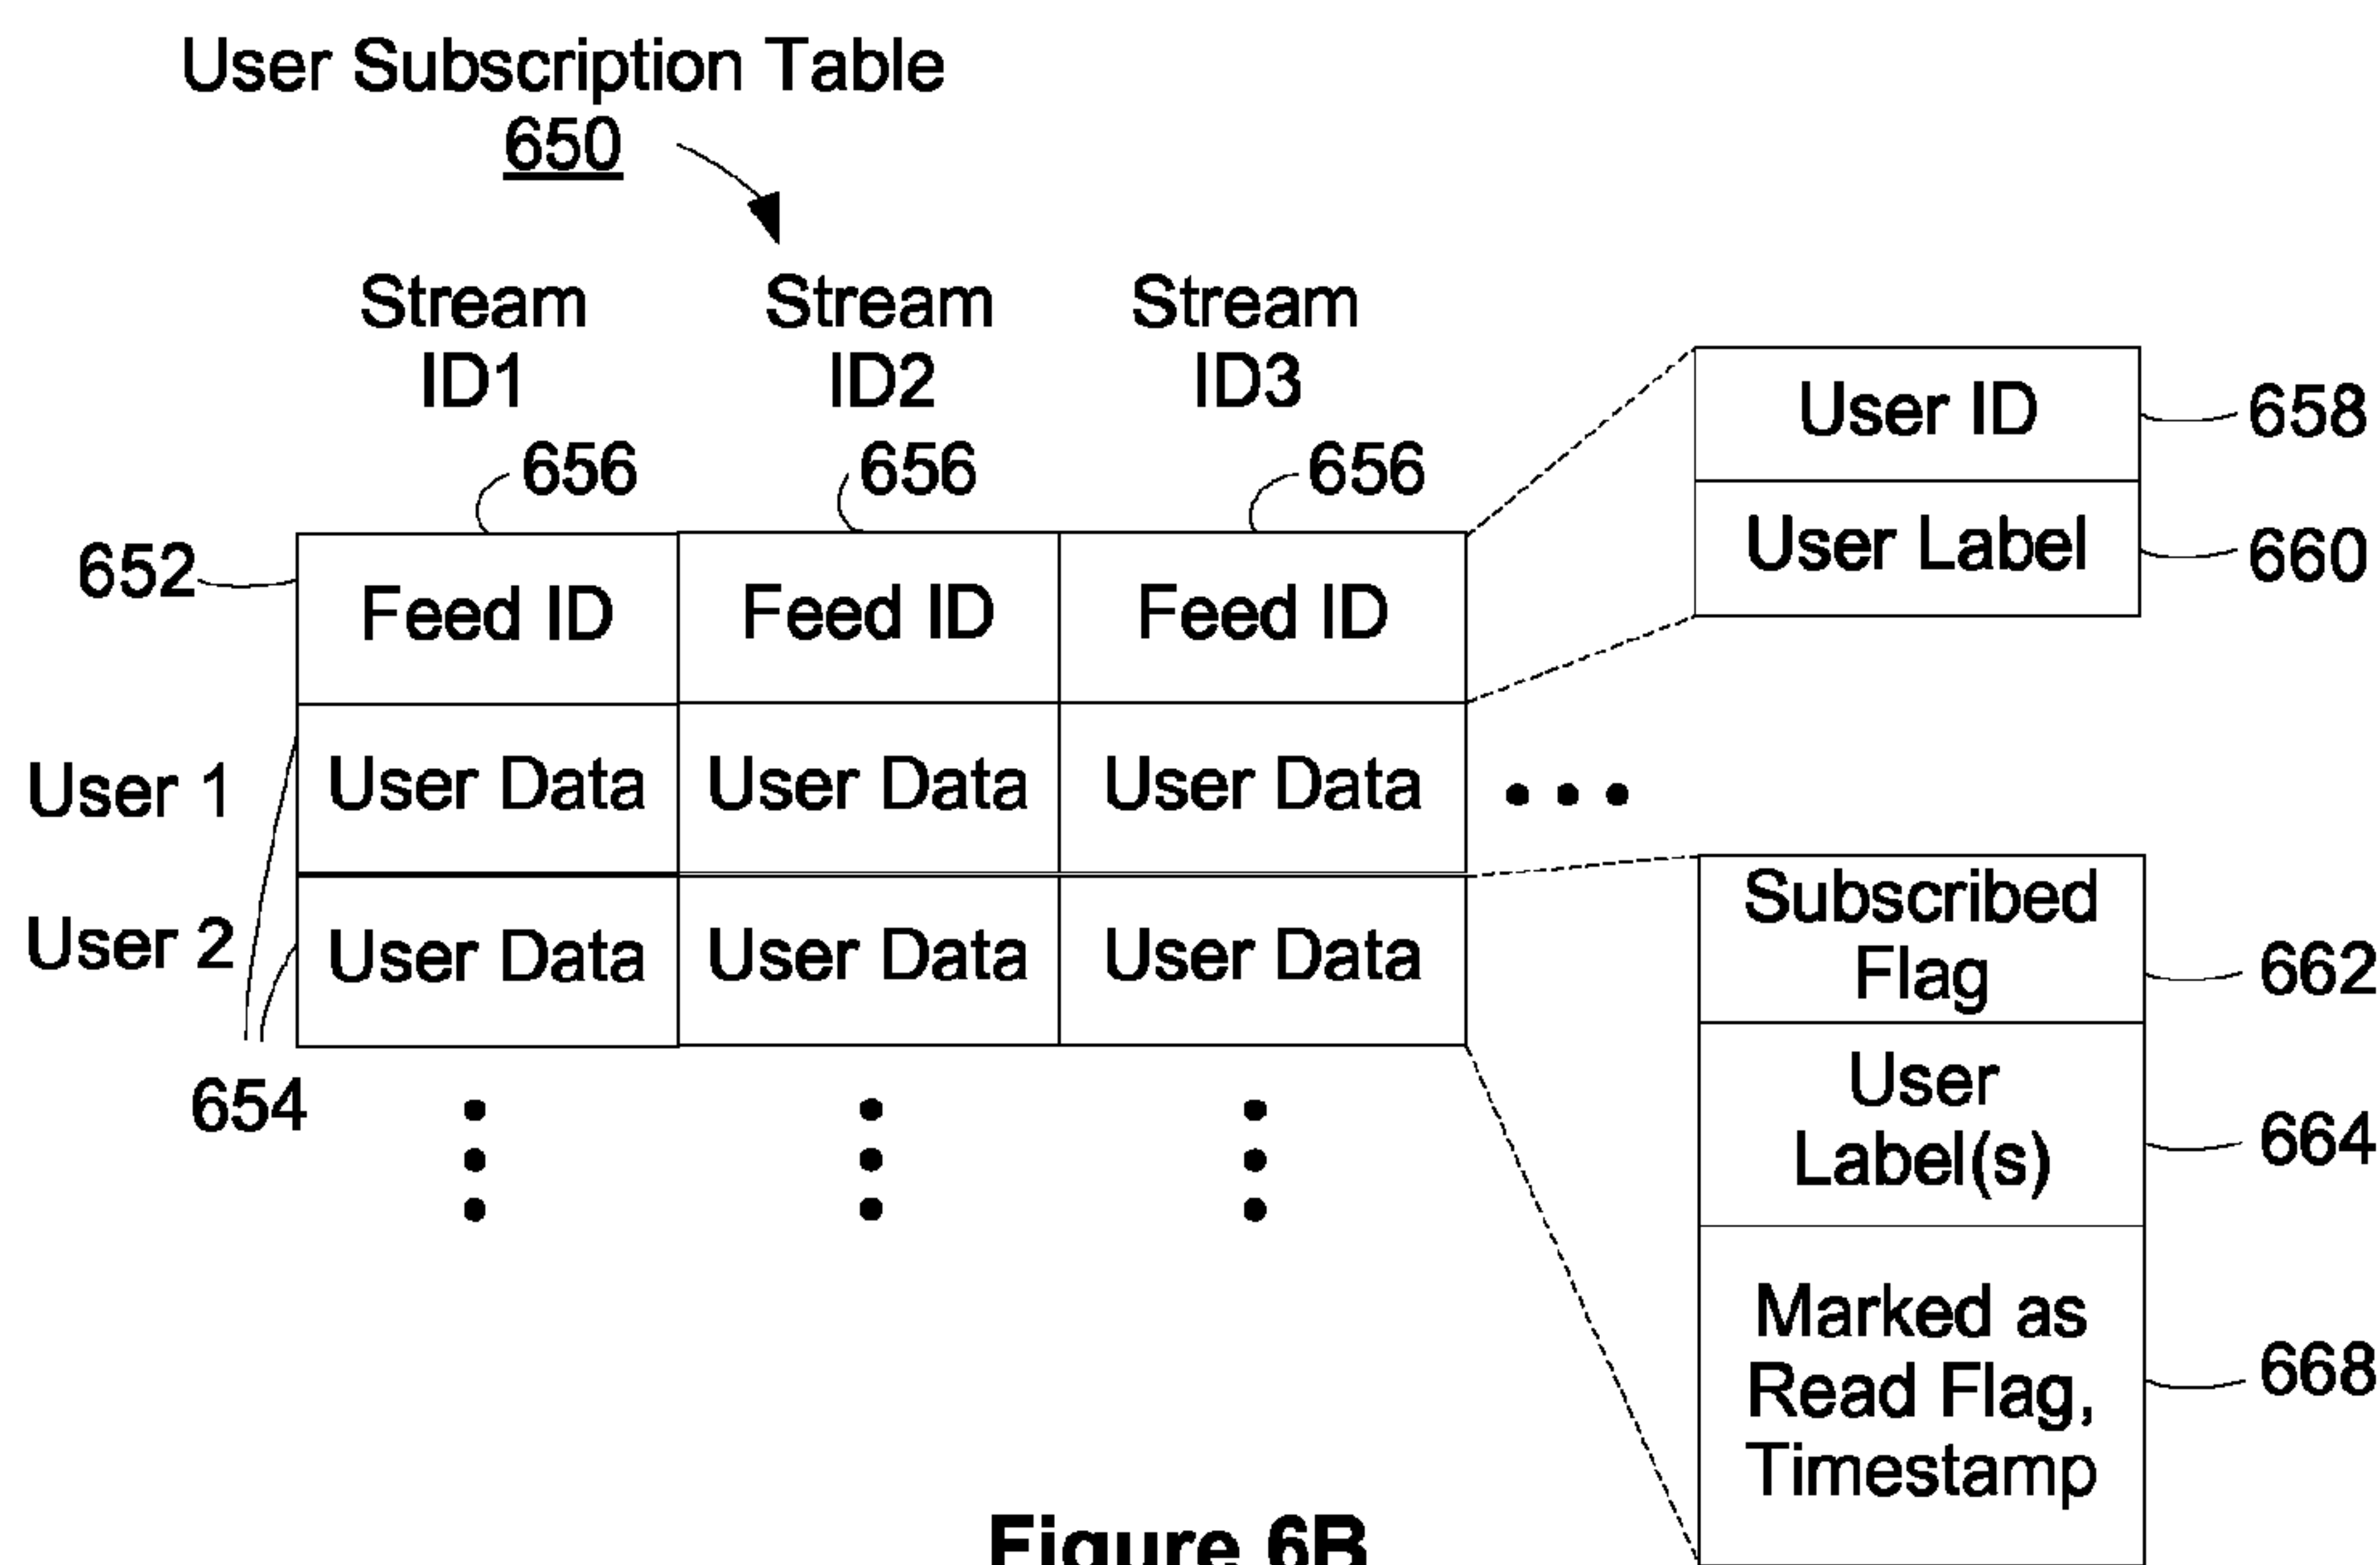 User Subscription Table
650
Stream
ID1
Stream
ID2
Stream
ID3
656
656
656
652
Feed ID
Feed ID
Feed ID
User ID
658
User Label
660
User 1
User Data
User Data
User Data
User 2
User Data
User Data
User Data
654
Subscribed
Flag
662
User
Label(s)
664
Marked as
Read Flag,
Timestamp
668
Figure 6B